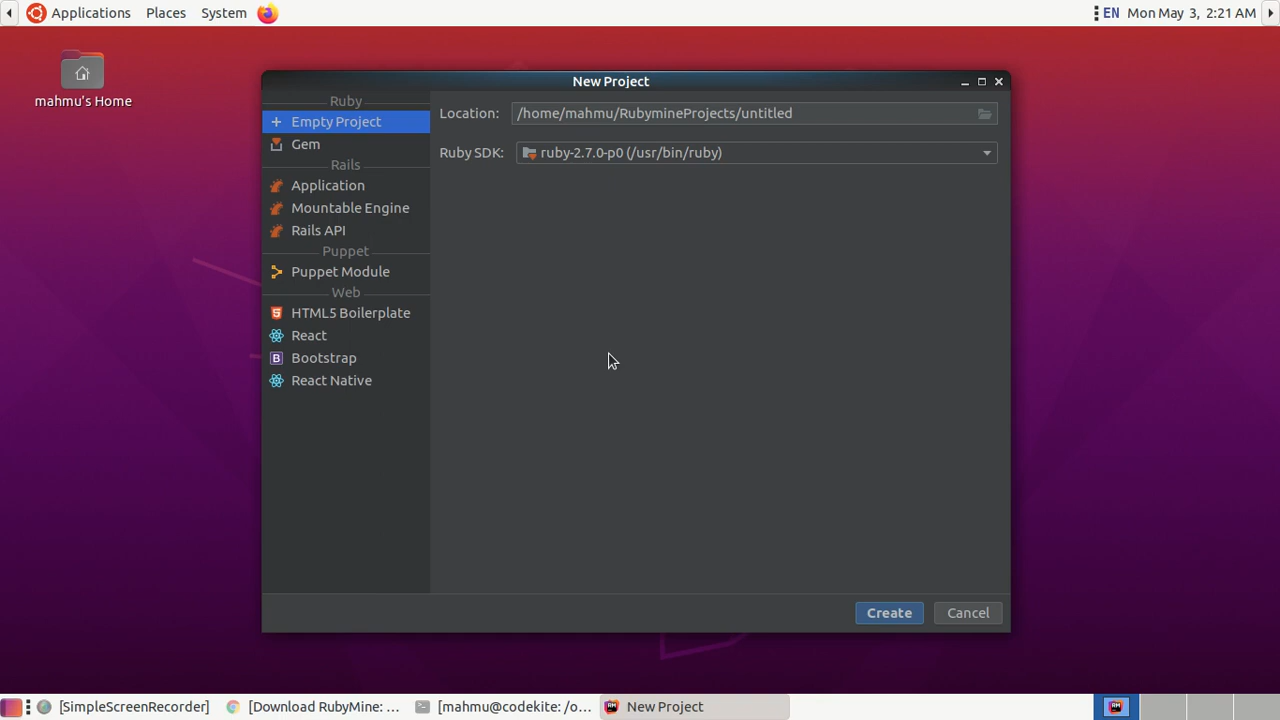 Applications Places System EN Mon May 3, 2:21 AM
mahmu's Home
New Project
Ruby
Empty Project
Gem
Rails
Application
Mountable Engine
Rails API
Puppet
Puppet Module
Web
HTML5 Boilerplate
React
Bootstrap
React Native
Location: /home/mahmu/RubymineProjects/untitled
Ruby SDK: ruby-2.7.0-p0 (/usr/bin/ruby)
Create Cancel
[SimpleScreenRecorder] [Download RubyMine: ... [mahmu@codekite: /o... New Project